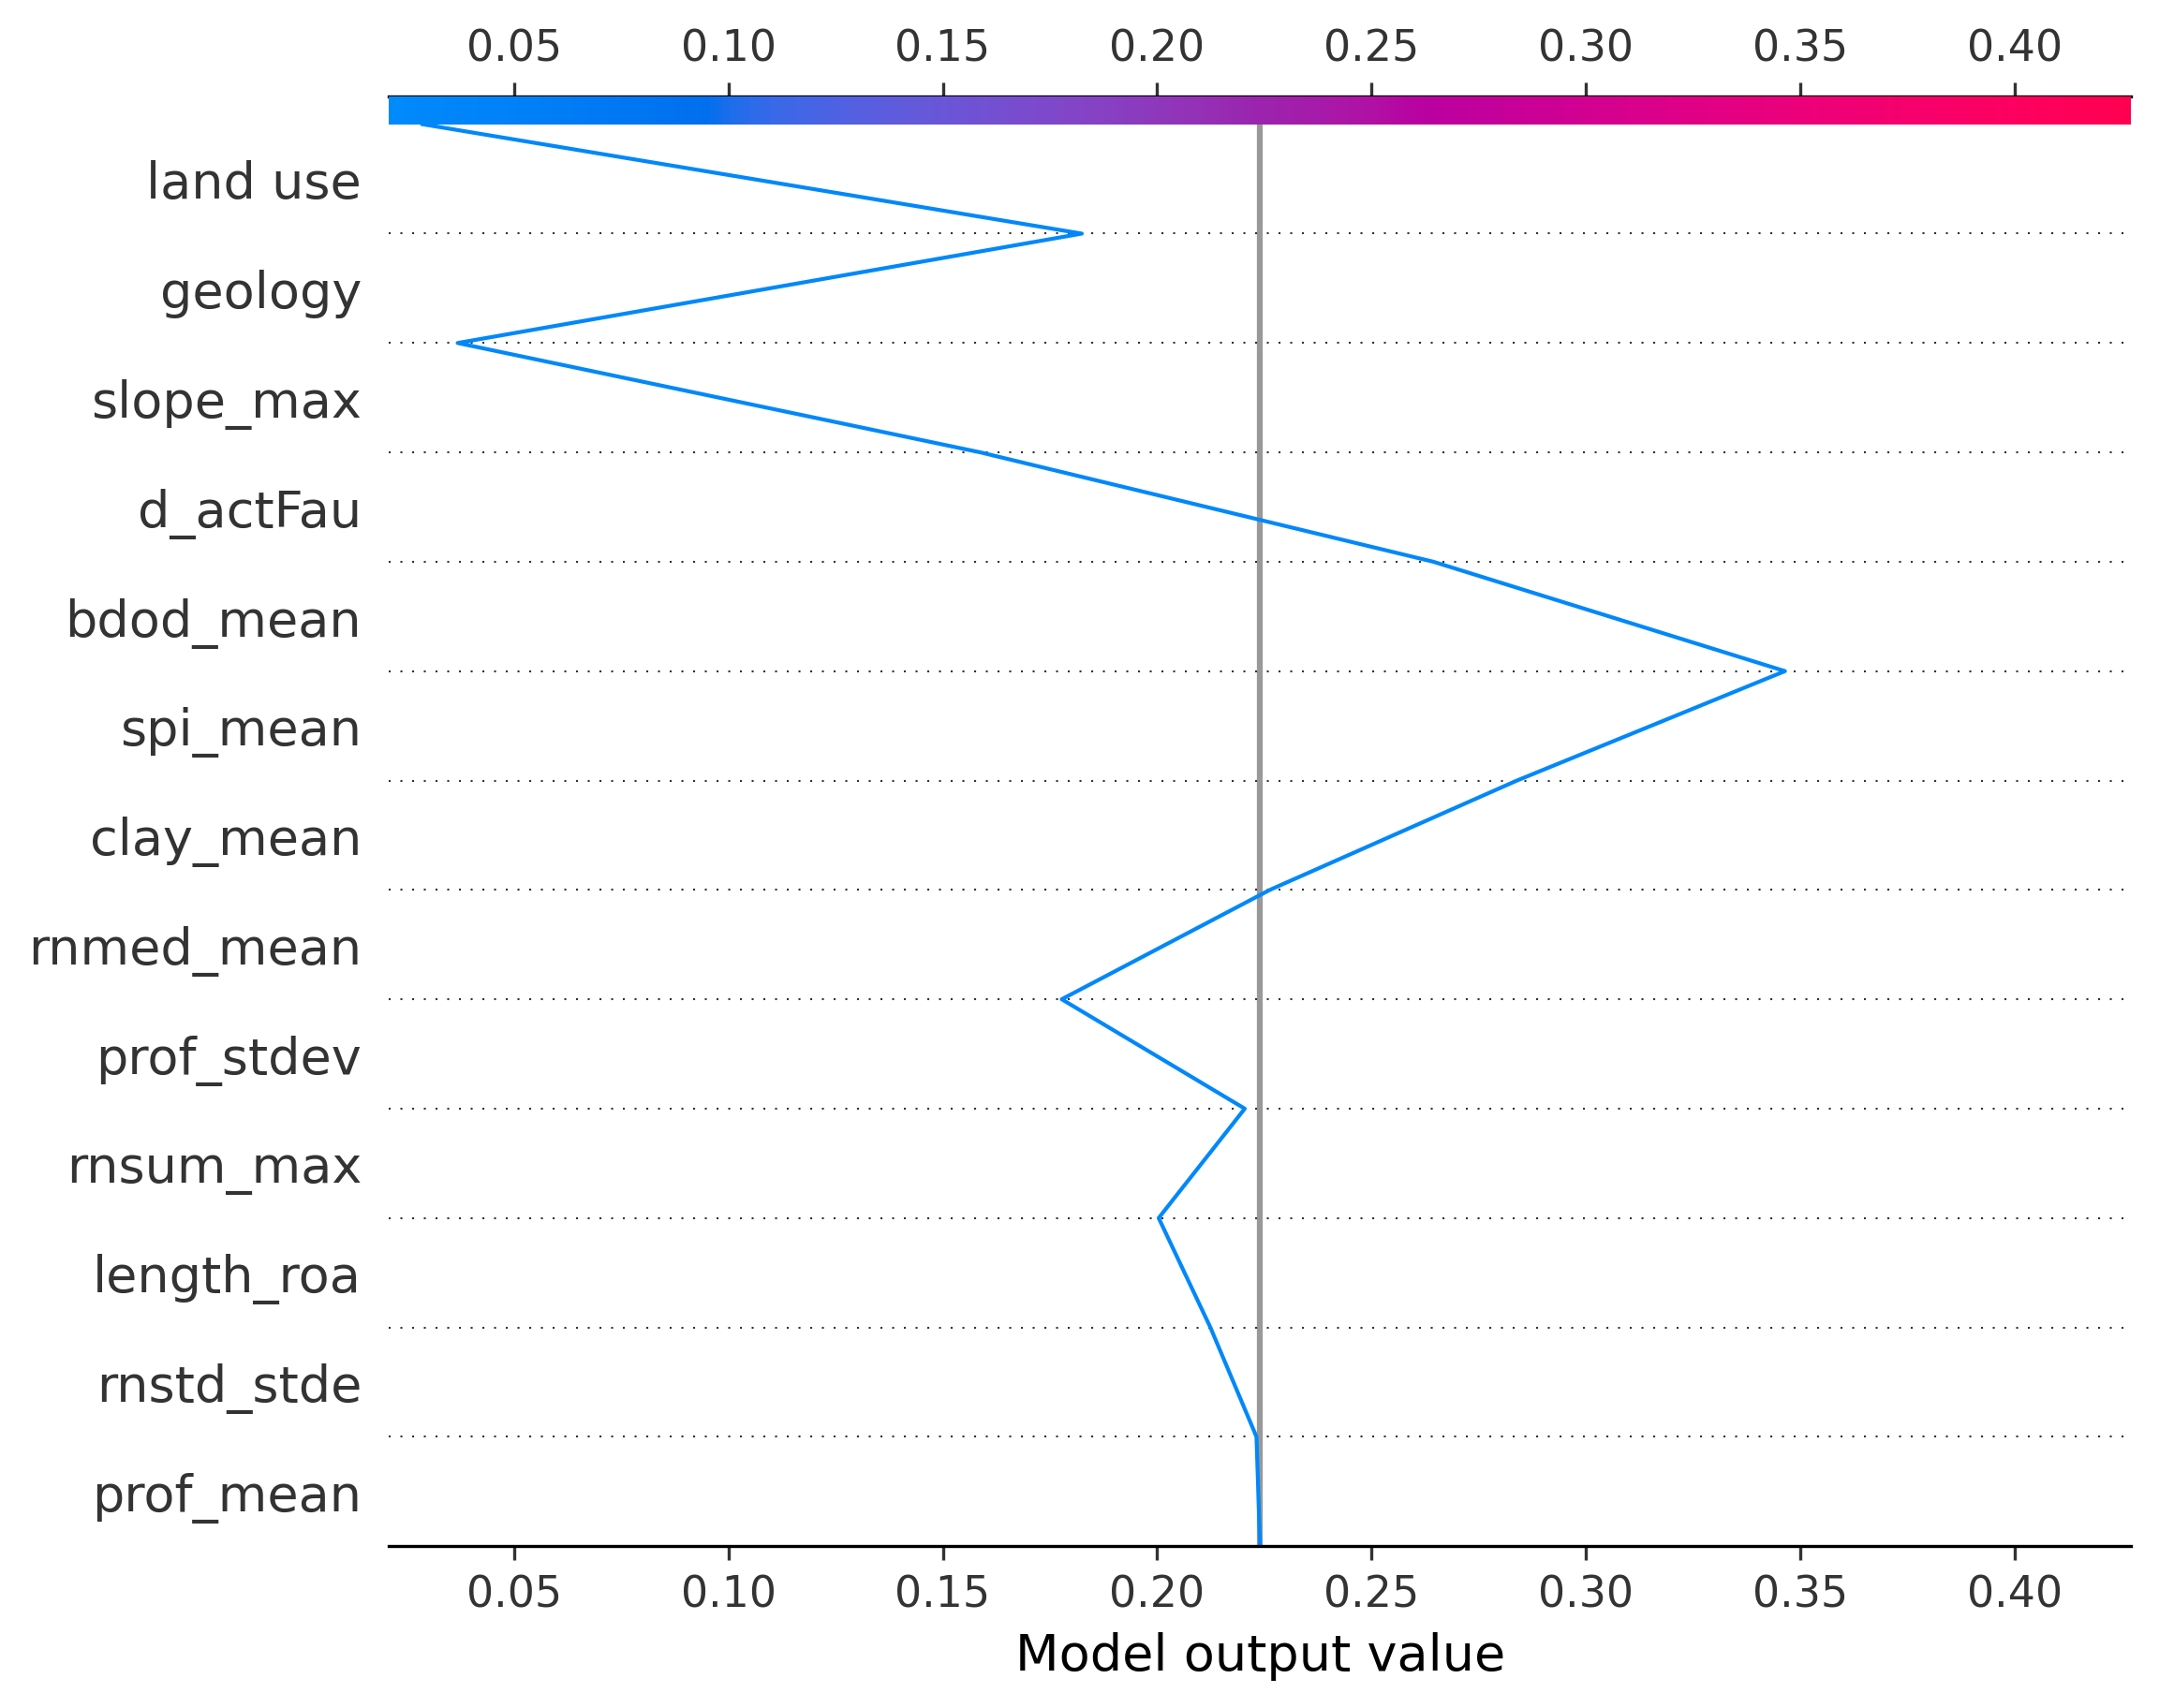 0.05 0.10 0.15 0.20 0.25 0.30 0.35 0.40
land use
geology
slope_max
d_actFau
bdod_mean
spi_mean
clay_mean
rnmed_mean
prof_stdev
rnsum_max
length_roa
rnstd_stde
prof_mean
0.05 0.10 0.15 0.20 0.25 0.30 0.35 0.40
Model output value